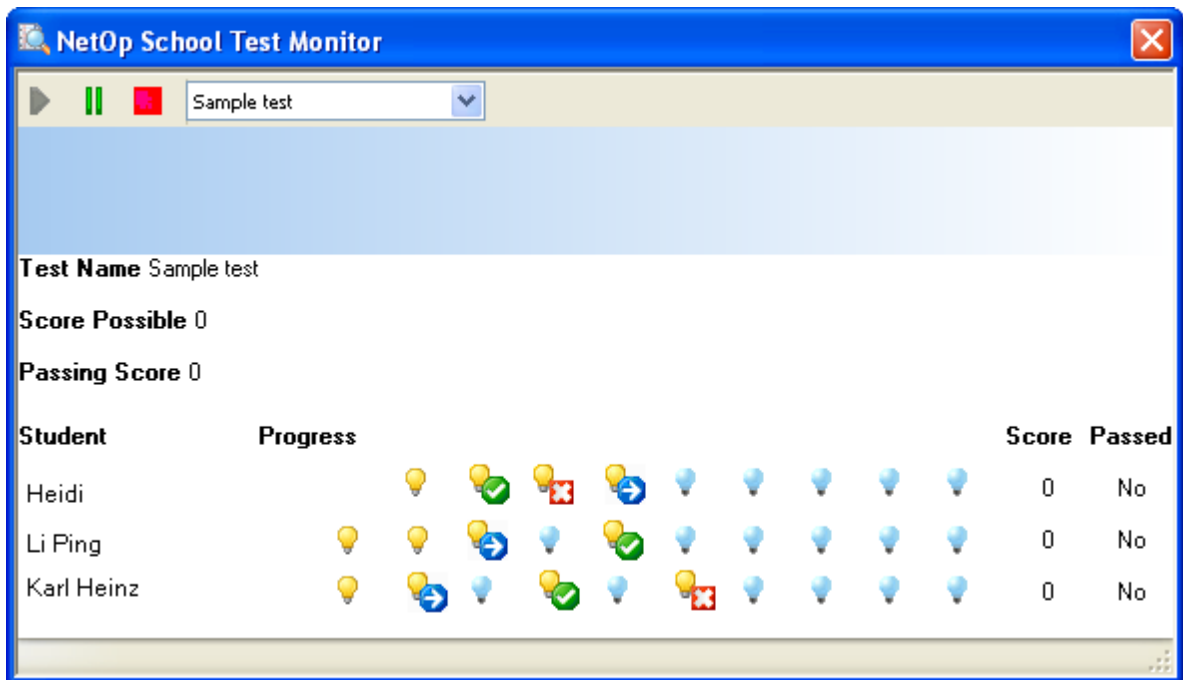 NetOp School Test Monitor
Sample test
Test Name Sample test
Score Possible 0
Passing Score 0
Student Progress Score Passed
Heidi 0 No
Li Ping 0 No
Karl Heinz 0 No